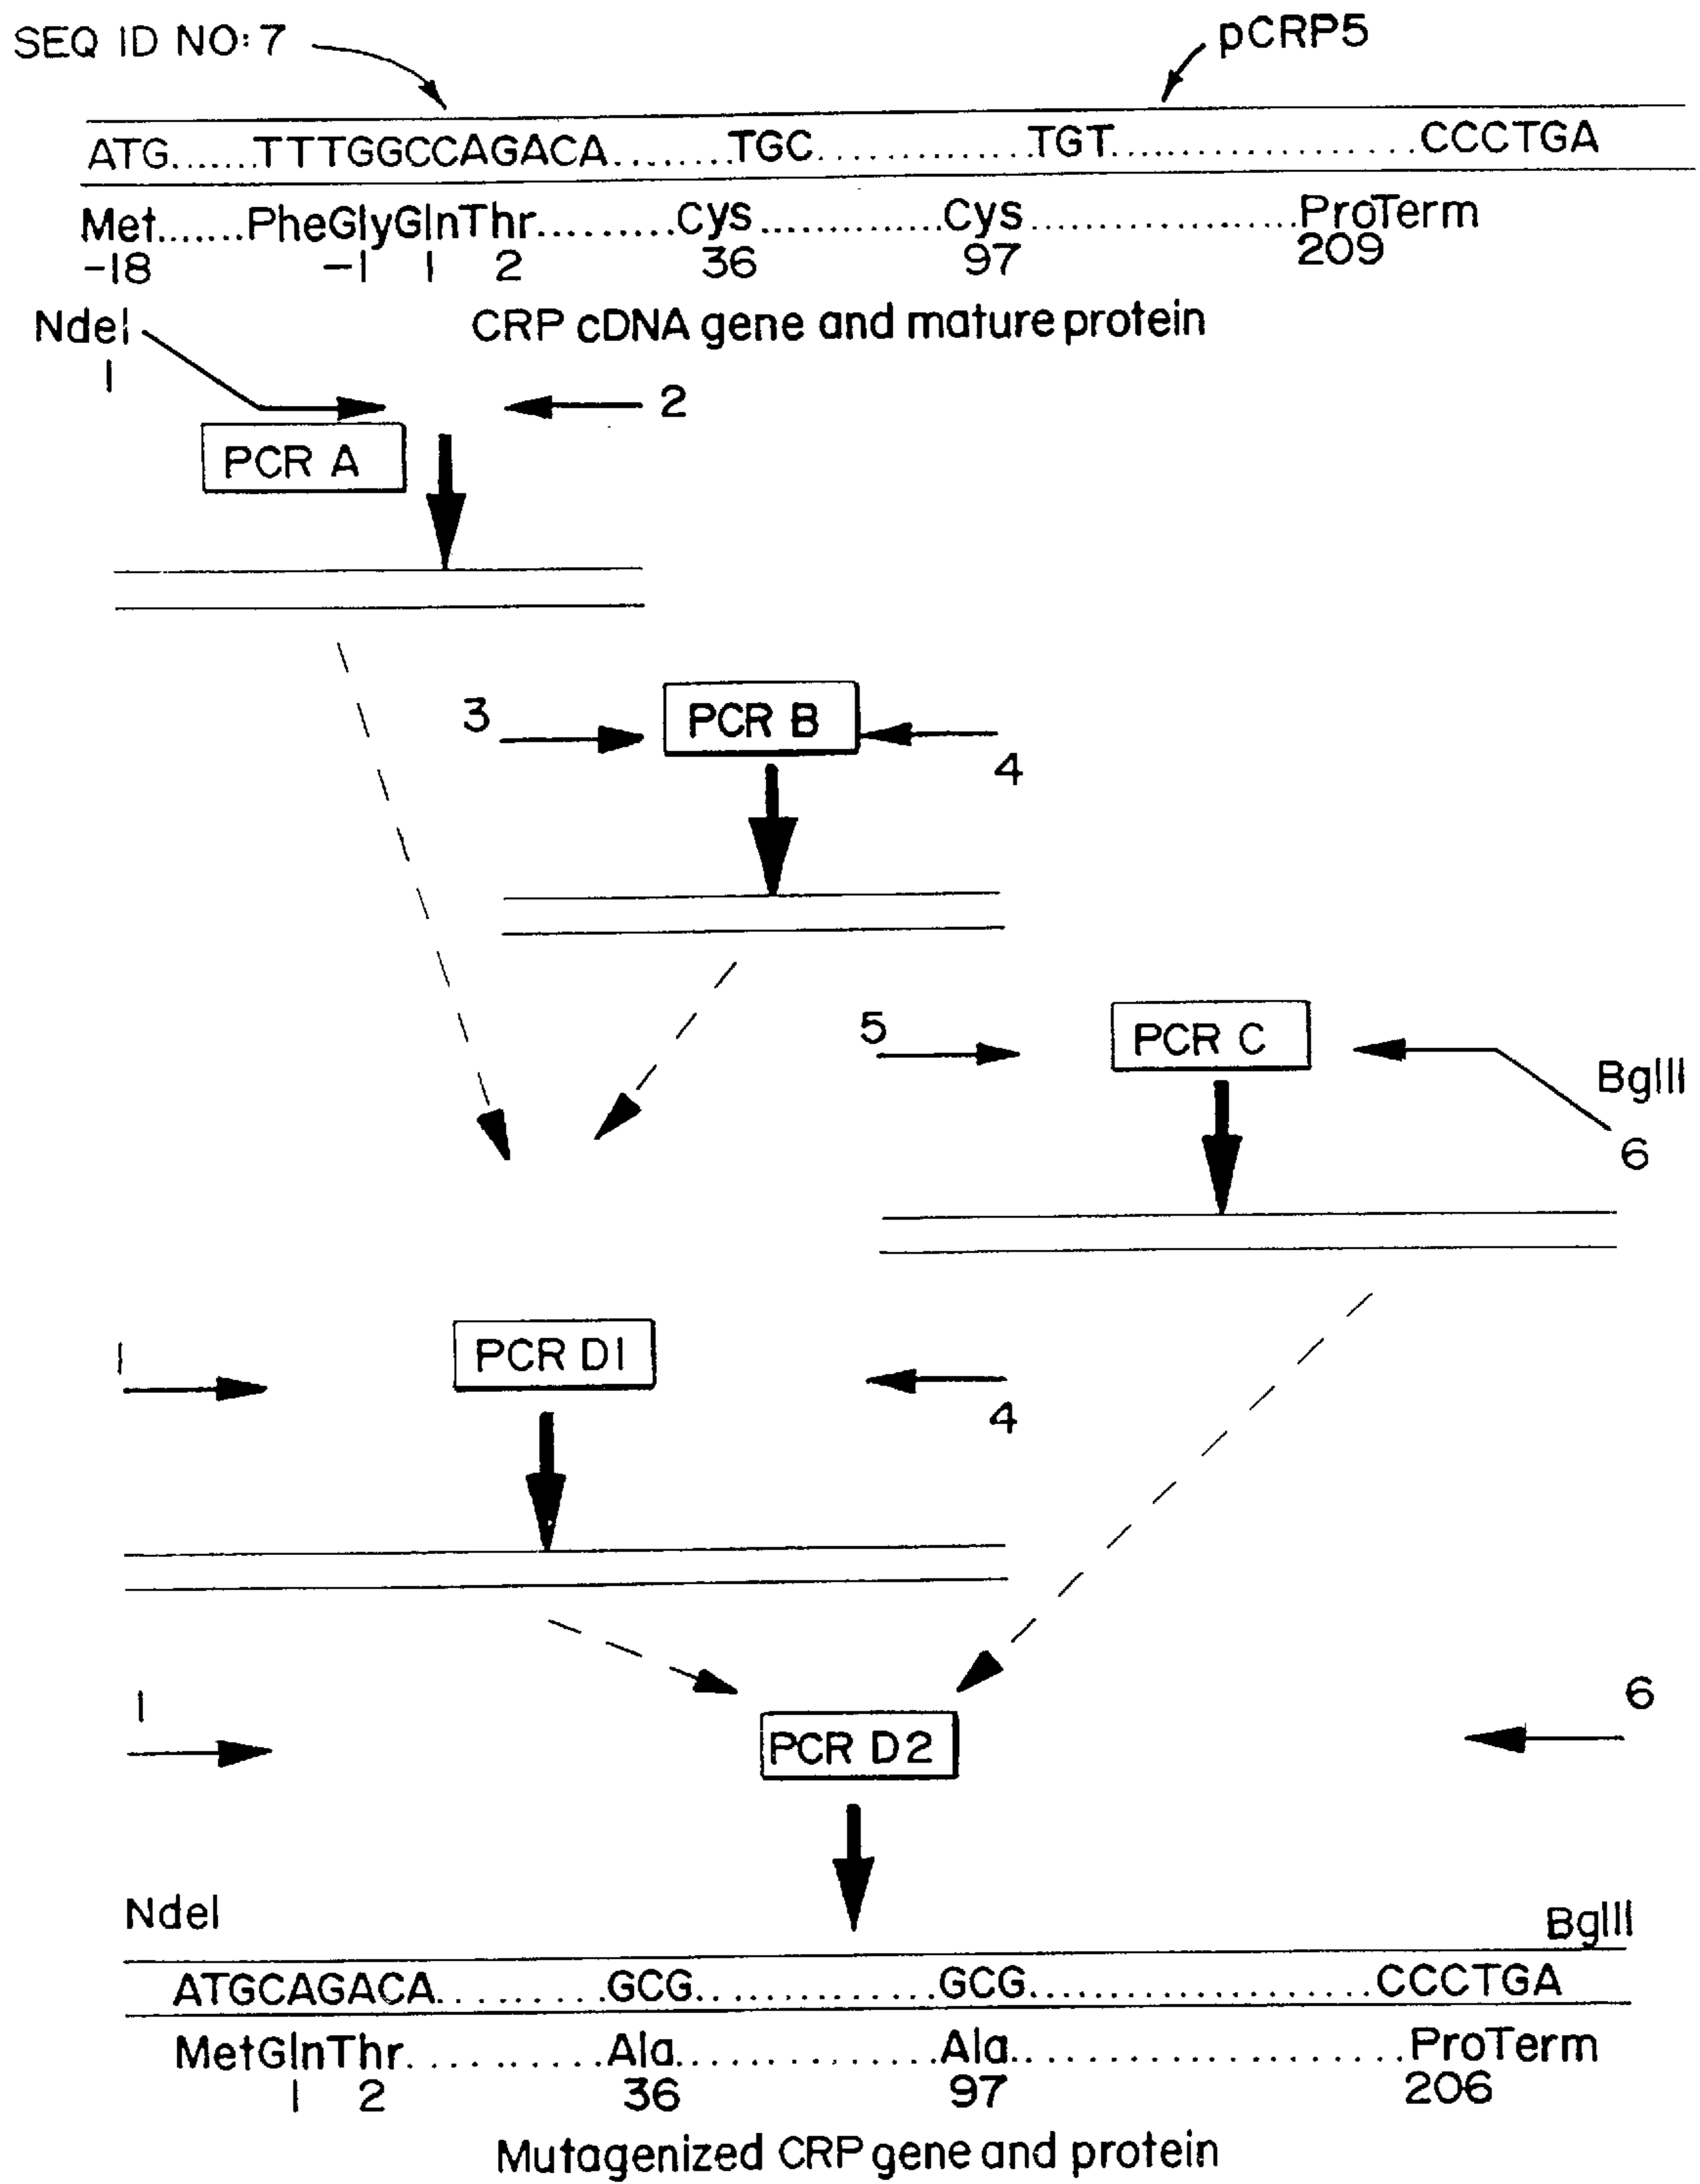 SEQ ID NO: 7
pCRP5
ATG.......TTTGGCCAGACA........TGC..............TGT....................CCCTGA
Met.......PheGlyGlnThr.........Cys............Cys.................ProTerm
-18 -1 1 2 36 97 209
NdeI
CRP cDNA gene and mature protein
1
2
PCR A
3
PCR B
4
5
PCR C
BglII
6
1
PCR D1
4
1
6
PCR D2
NdeI
BglII
ATGCAGACA..........GCG..............GCG....................CCCTGA
MetGlnThr..........Ala..............Ala....................ProTerm
1 2 36 97 206
Mutagenized CRP gene and protein